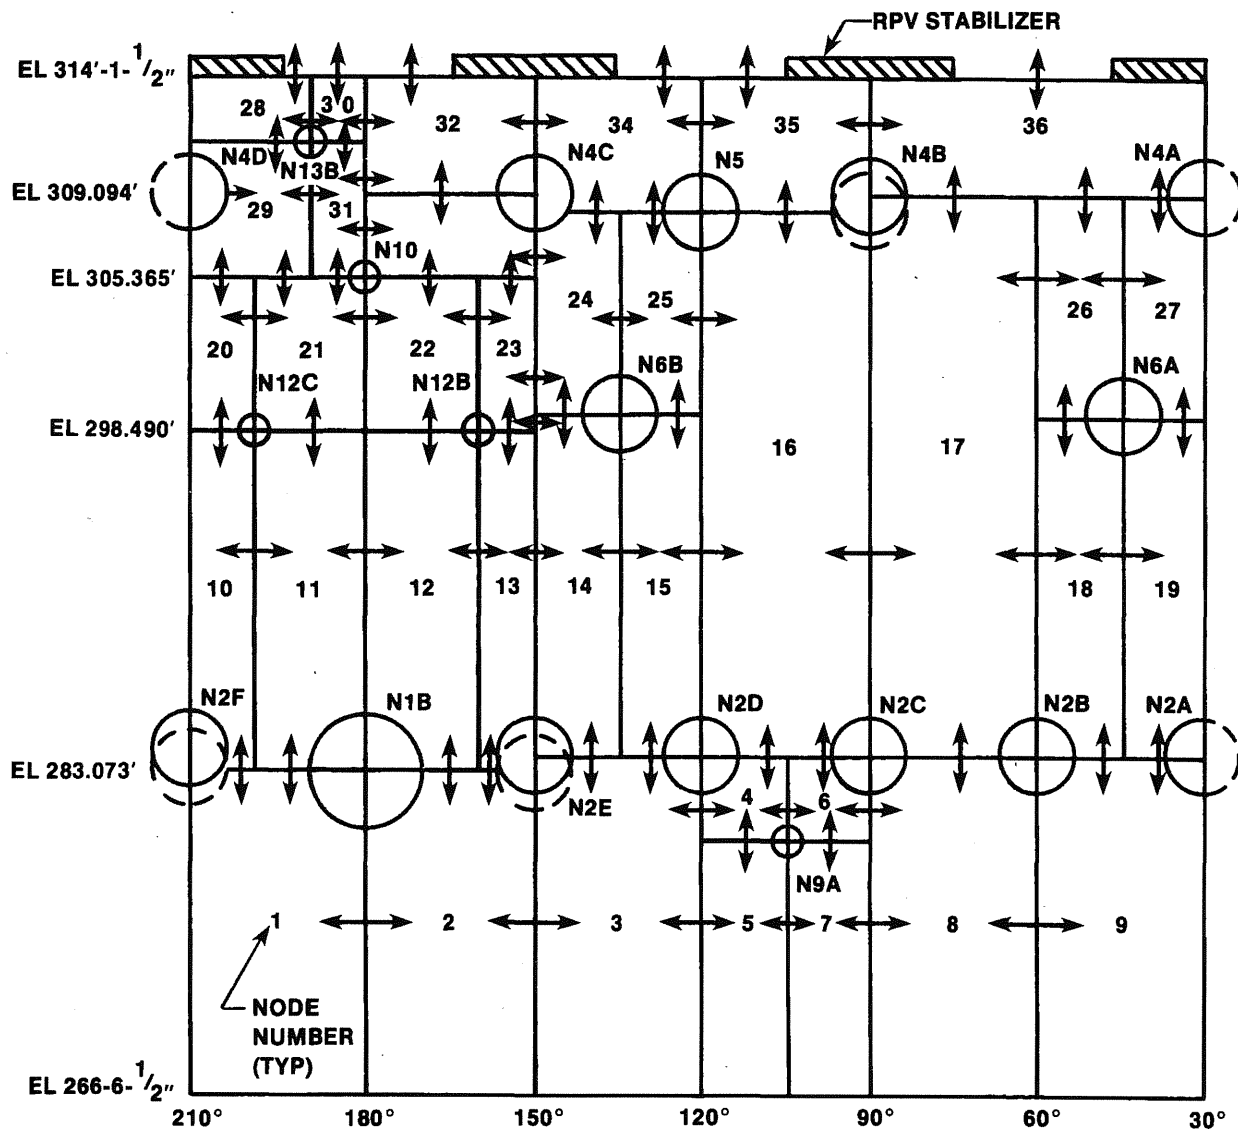 RPV STABILIZER
EL 314'-1-1/2"
28
30
32
34
35
36
N4D
N13B
N4C
N5
N4B
N4A
EL 309.094'
29
31
N10
EL 305.365'
24
25
26
27
20
21
22
23
N12C
N12B
N6B
N6A
EL 298.490'
16
17
10
11
12
13
14
15
18
19
N2F
N1B
N2D
N2C
N2B
N2A
EL 283.073'
N2E
4
6
N9A
1
2
3
5
7
8
9
NODE
NUMBER
(TYP)
EL 266-6-1/2"
210° 180° 150° 120° 90° 60° 30°